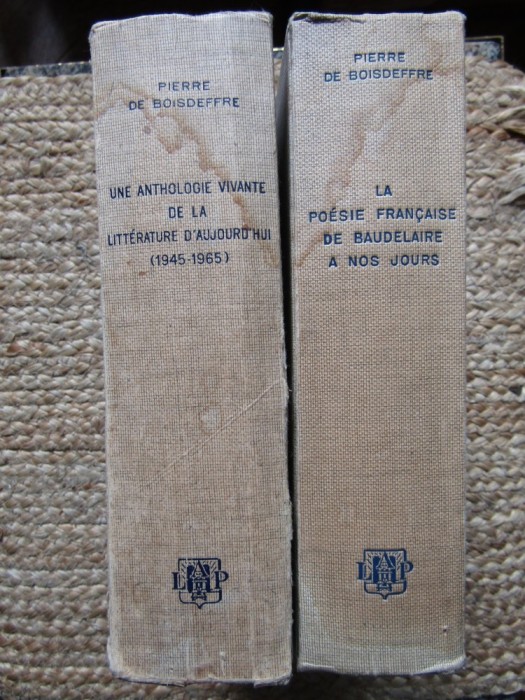 PIERRE
DE BOISDEFFRE
UNE ANTHOLOGIE VIVANTE
DE LA
LITTÉRATURE D'AUJOURD'HUI
(1945-1965)
PIERRE
DE BOISDEFFRE
LA
POÉSIE FRANÇAISE
DE BAUDELAIRE
A NOS JOURS